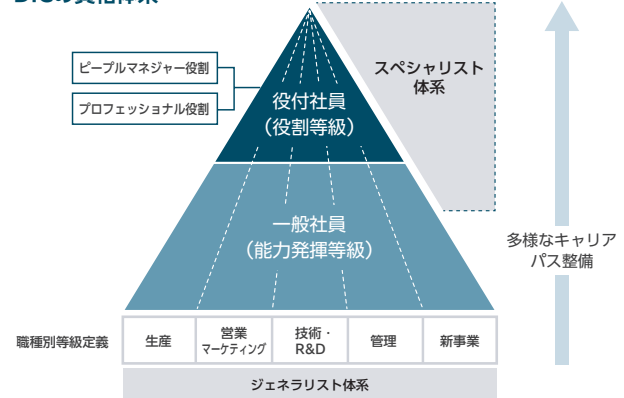 ピープルマネジャー役割
プロフェッショナル役割
役付社員
(役割等級)
スペシャリスト
体系
一般社員
(能力発揮等級)
多様なキャリア
パス整備
職種別等級定義
生産
営業
マーケティング
技術・
R&D
管理
新事業
ジェネラリスト体系